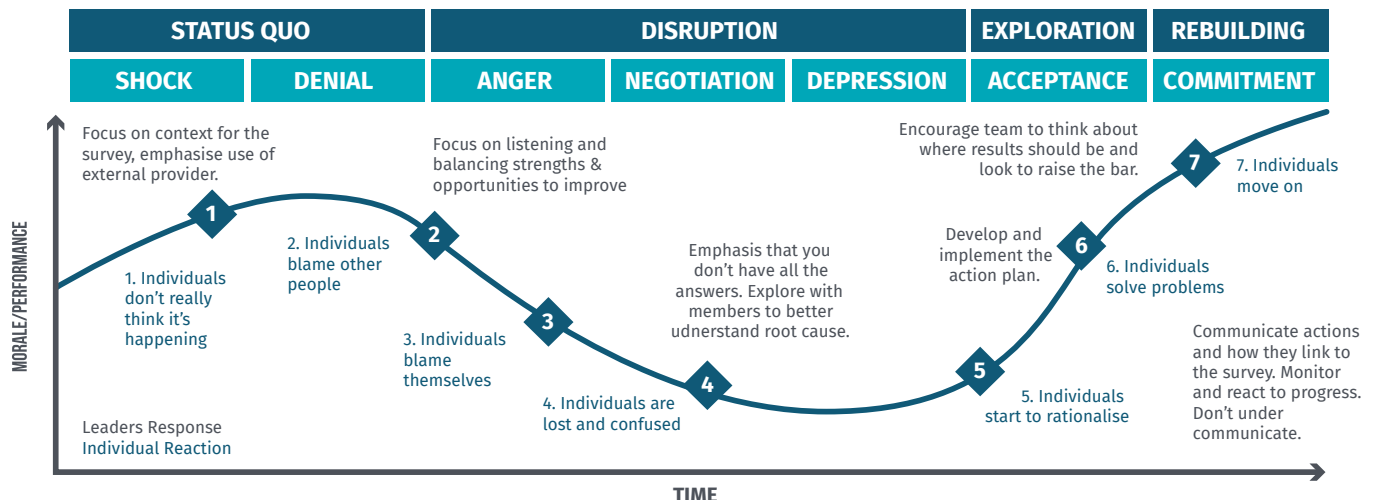 STATUS QUO
DISRUPTION
EXPLORATION
REBUILDING
SHOCK
DENIAL
ANGER
NEGOTIATION
DEPRESSION
ACCEPTANCE
COMMITMENT
MORALE/PERFORMANCE
Focus on context for the
survey, emphasise use of
external provider.
1
1. Individuals
don't really
think it's
happening
Focus on listening and
balancing strengths &
opportunities to improve
2
2. Individuals
blame other
people
3
3. Individuals
blame
themselves
Emphasis that you
don't have all the
answers. Explore with
members to better
udnerstand root cause.
4
4. Individuals are
lost and confused
5
5. Individuals
start to rationalise
Develop and
implement the
action plan.
6
6. Individuals
solve problems
Encourage team to think about
where results should be and
look to raise the bar.
7
7. Individuals
move on
Communicate actions
and how they link to
the survey. Monitor
and react to progress.
Don't under
communicate.
Leaders Response
Individual Reaction
TIME